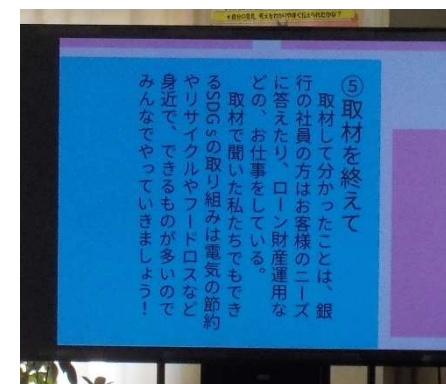 ⑤取材を終えて
　取材して分かったことは、銀
行の社員の方はお客様のニーズ
に答えたり、ローン財産運用な
どの、お仕事をしている。
　取材で聞いた私たちでもでき
るSDGsの取り組みは電気の節約
やリサイクルやフードロスなど
身近で、できるものが多いので
みんなでやっていきましょう！